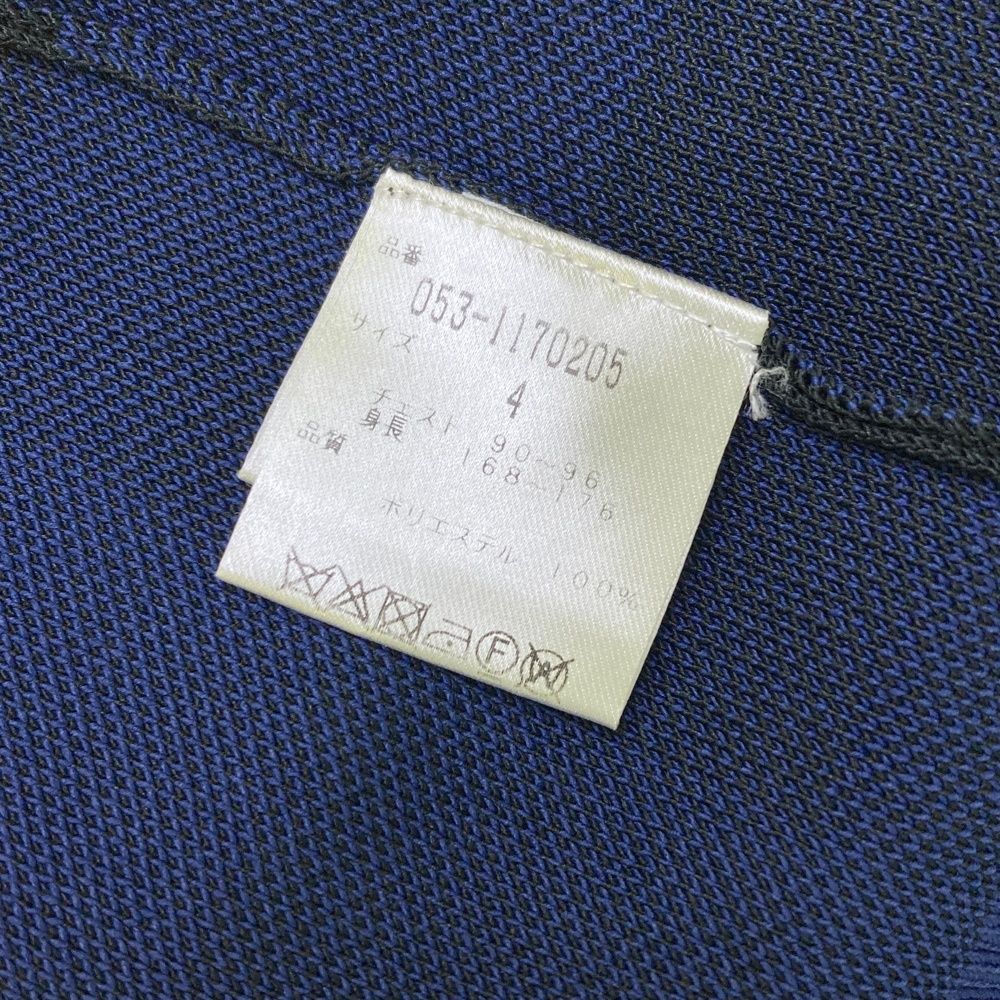 品番
053-1170205
サイズ
4
チェスト 90～96
身長 168～176
品質
ポリエステル 100%
F
W